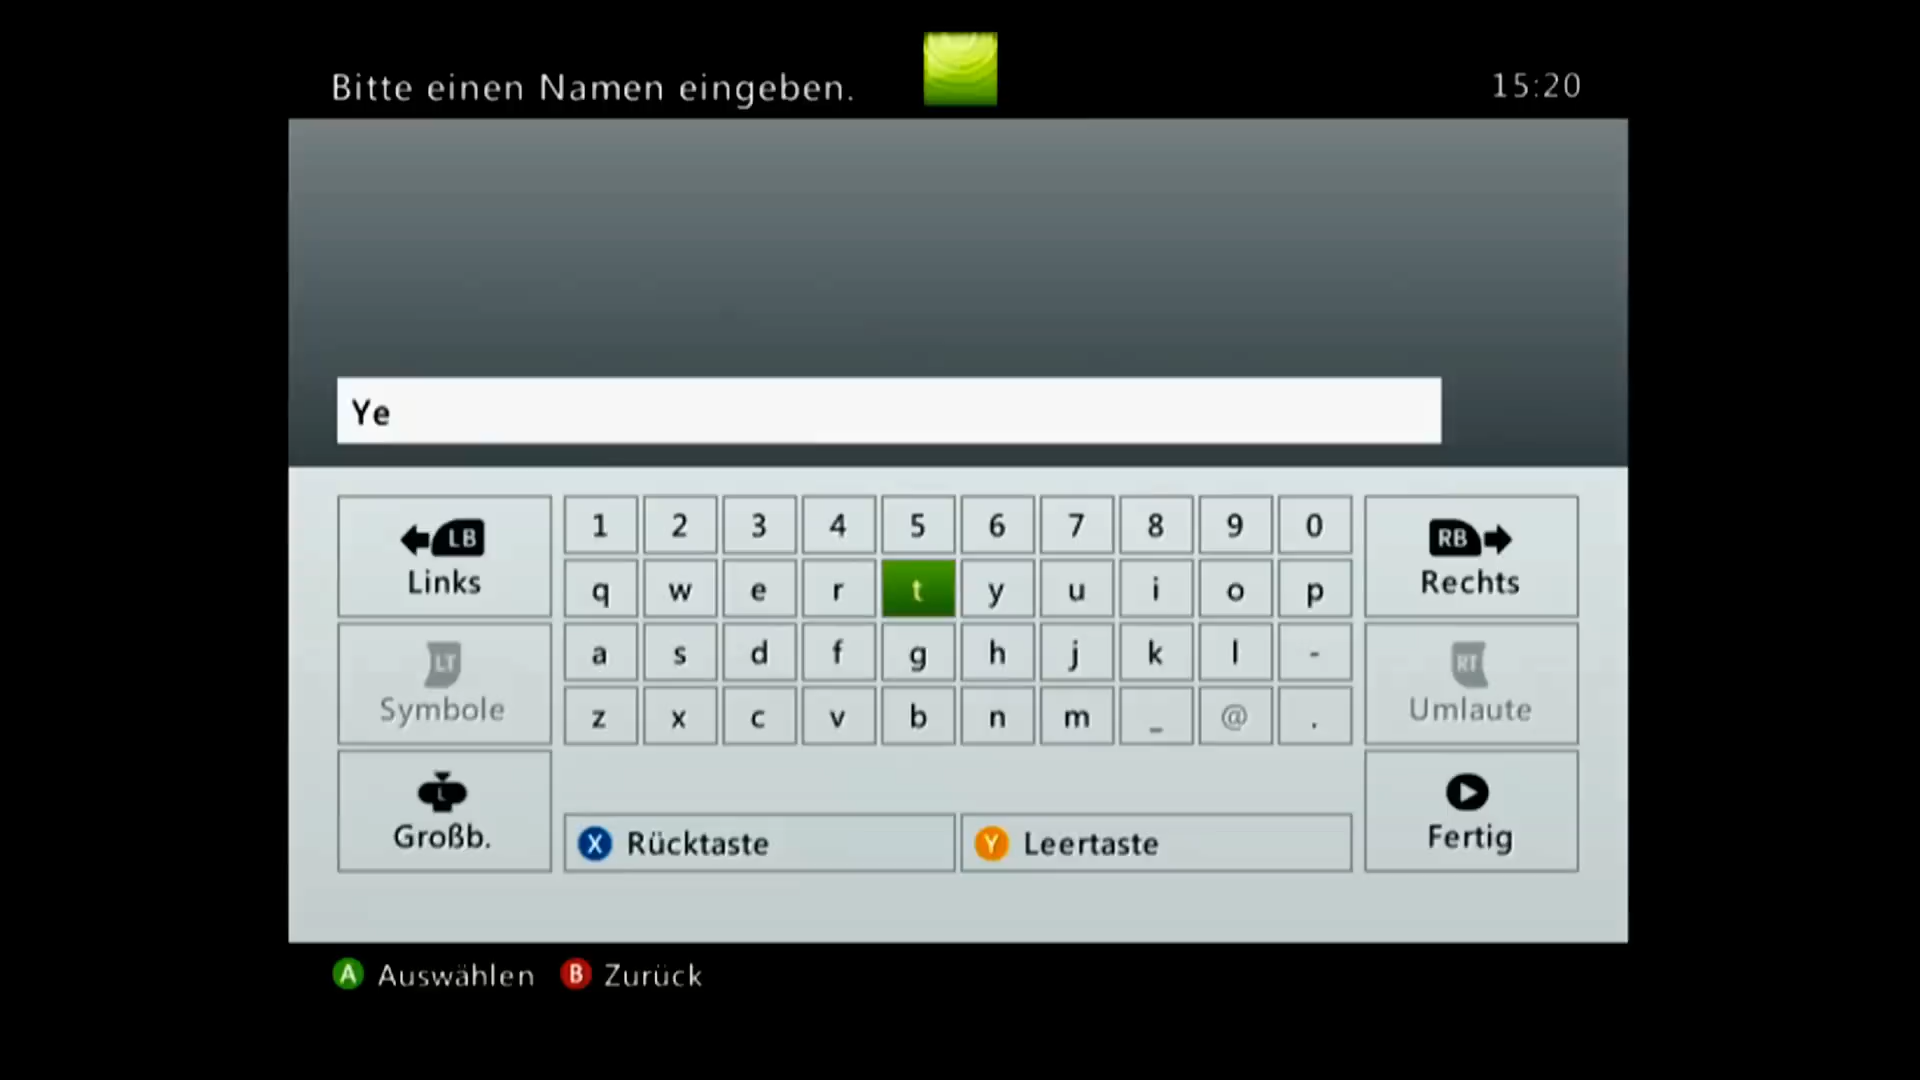 Bitte einen Namen eingeben.
15:20
Ye
LB
Links
1 2 3 4 5 6 7 8 9 0
RB
Rechts
q w e r t y u i o p
LT
Symbole
a s d f g h j k l -
RT
Umlaute
z x c v b n m _ @ .
L
Großb.
X Rücktaste
Y Leertaste
Fertig
A Auswählen B Zurück